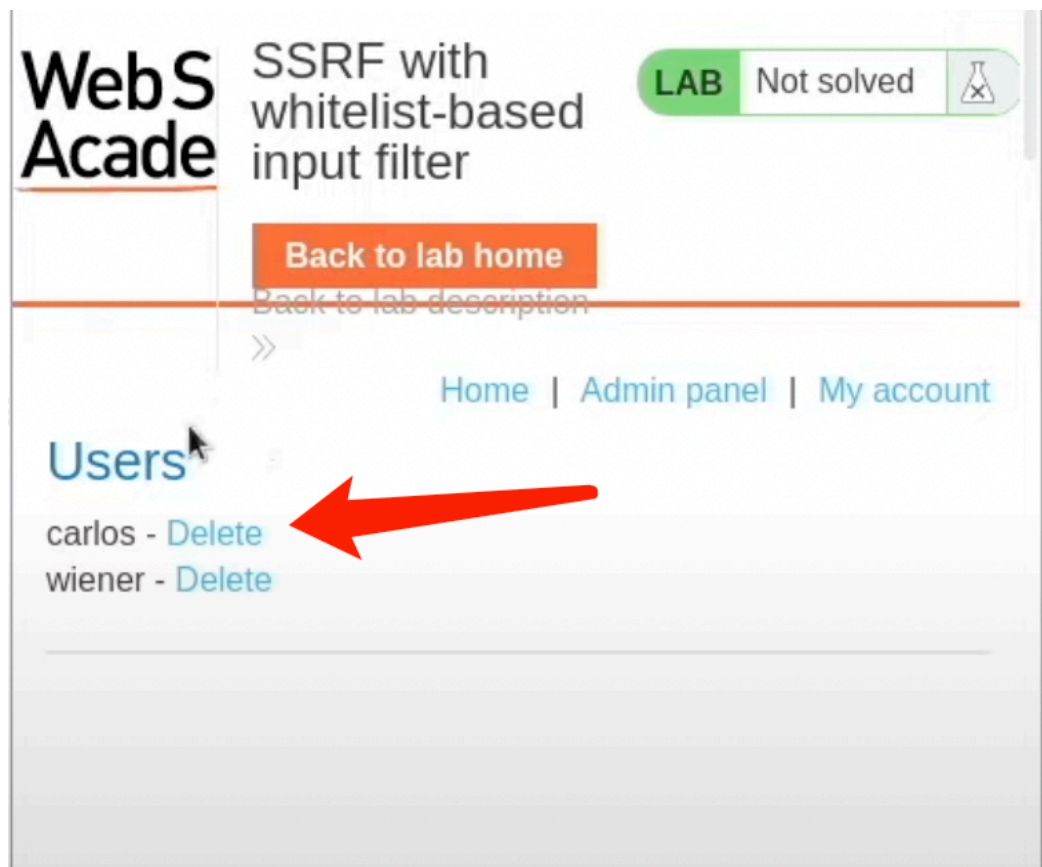 Web S
Acade
SSRF with
whitelist-based
input filter
LAB Not solved
Back to lab home
Back to lab description
Home | Admin panel | My account
Users
carlos - Delete
wiener - Delete